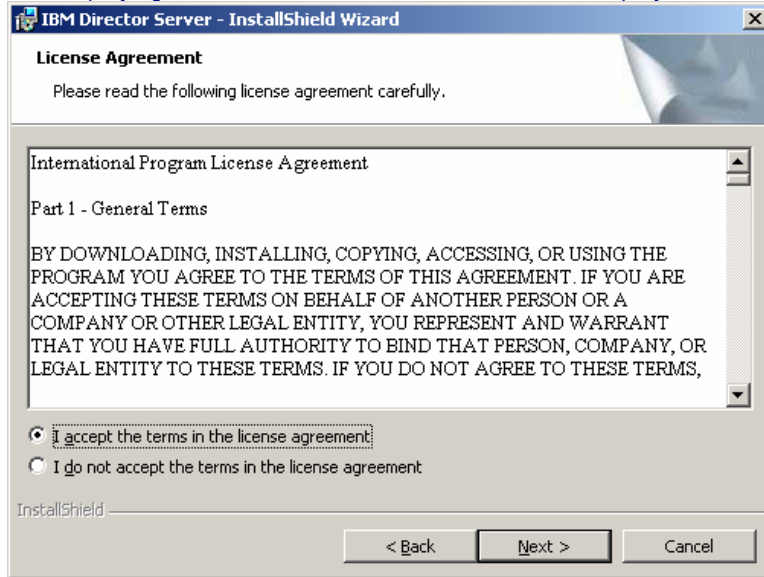 IBM Director Server - InstallShield Wizard
License Agreement
Please read the following license agreement carefully.
International Program License Agreement
Part 1 - General Terms
BY DOWNLOADING, INSTALLING, COPYING, ACCESSING, OR USING THE
PROGRAM YOU AGREE TO THE TERMS OF THIS AGREEMENT. IF YOU ARE
ACCEPTING THESE TERMS ON BEHALF OF ANOTHER PERSON OR A
COMPANY OR OTHER LEGAL ENTITY, YOU REPRESENT AND WARRANT
THAT YOU HAVE FULL AUTHORITY TO BIND THAT PERSON, COMPANY, OR
LEGAL ENTITY TO THESE TERMS. IF YOU DO NOT AGREE TO THESE TERMS,
I accept the terms in the license agreement
I do not accept the terms in the license agreement
InstallShield
< Back
Next >
Cancel